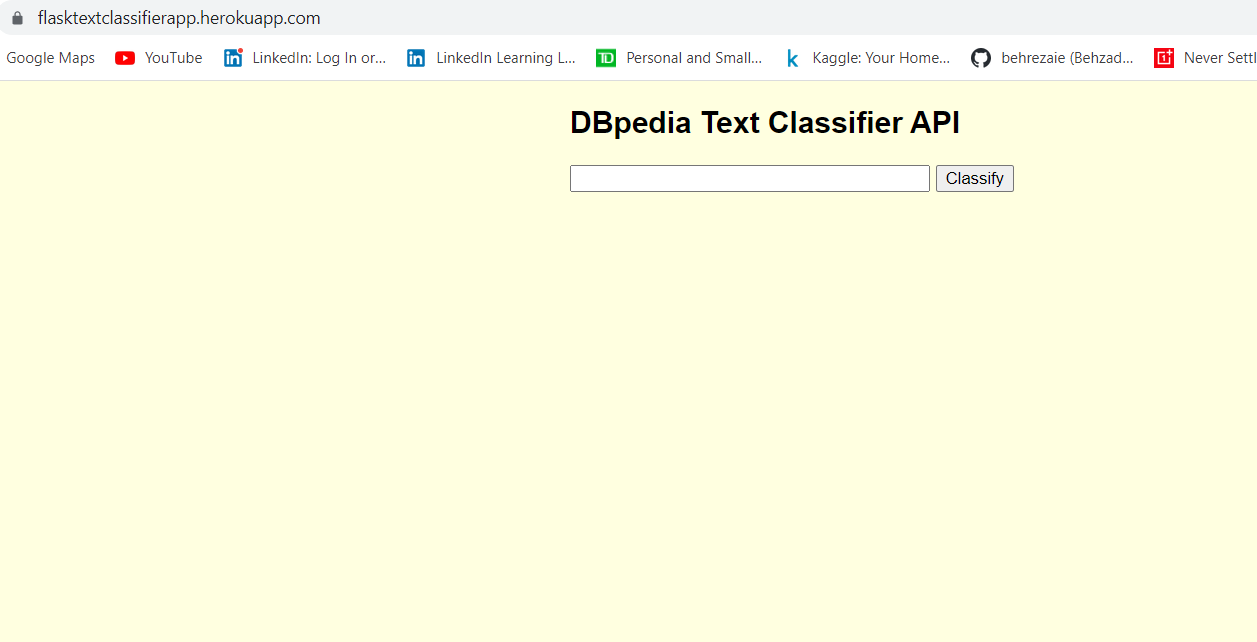 flasktextclassifierapp.herokuapp.com
Google Maps YouTube LinkedIn: Log In or... LinkedIn Learning L... Personal and Small... Kaggle: Your Home... behrezaie (Behzad... Never Settl
DBpedia Text Classifier API
Classify